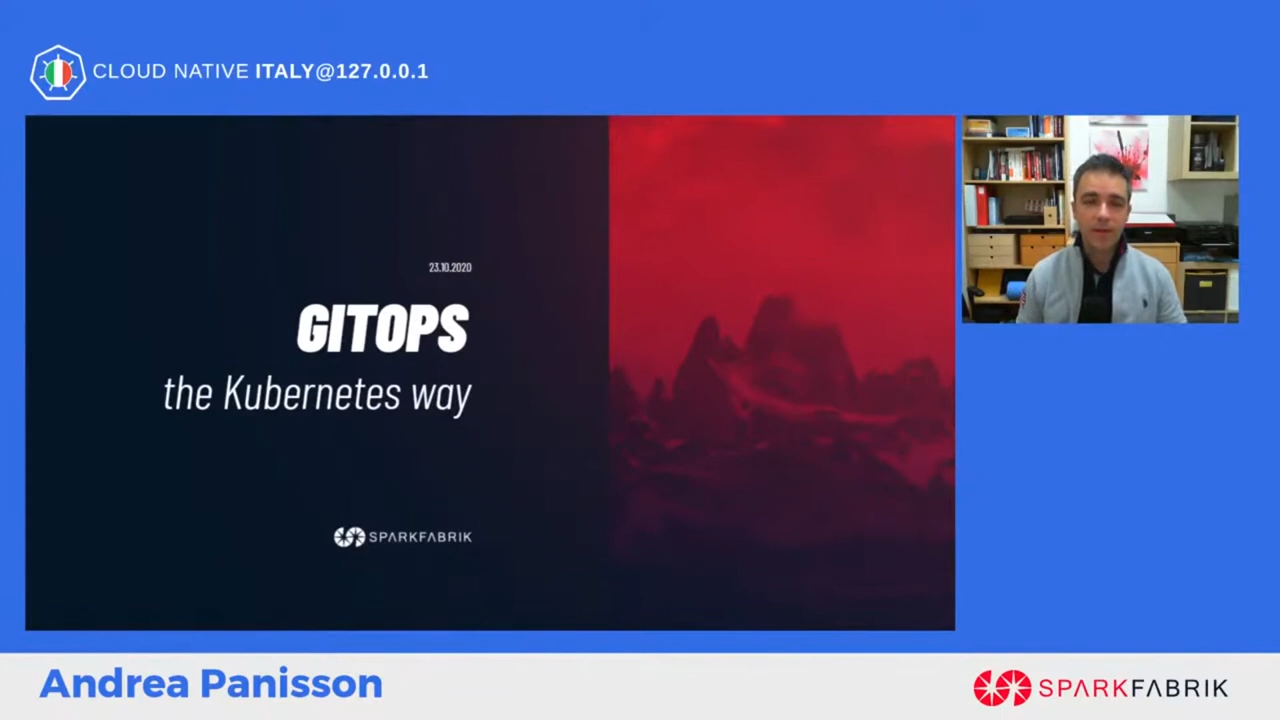 CLOUD NATIVE ITALY@127.0.0.1
23.10.2020
GITOPS
the Kubernetes way
SPARKFABRIK
Andrea Panisson
SPARKFABRIK